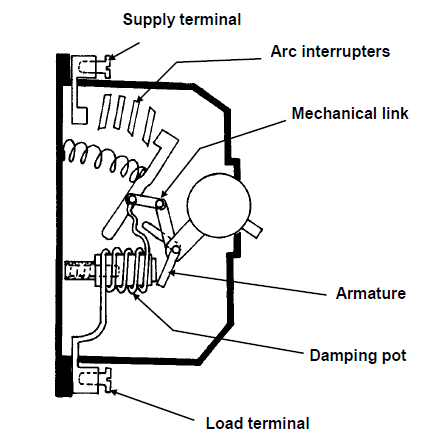 Supply terminal
Arc interrupters
Mechanical link
Armature
Damping pot
Load terminal